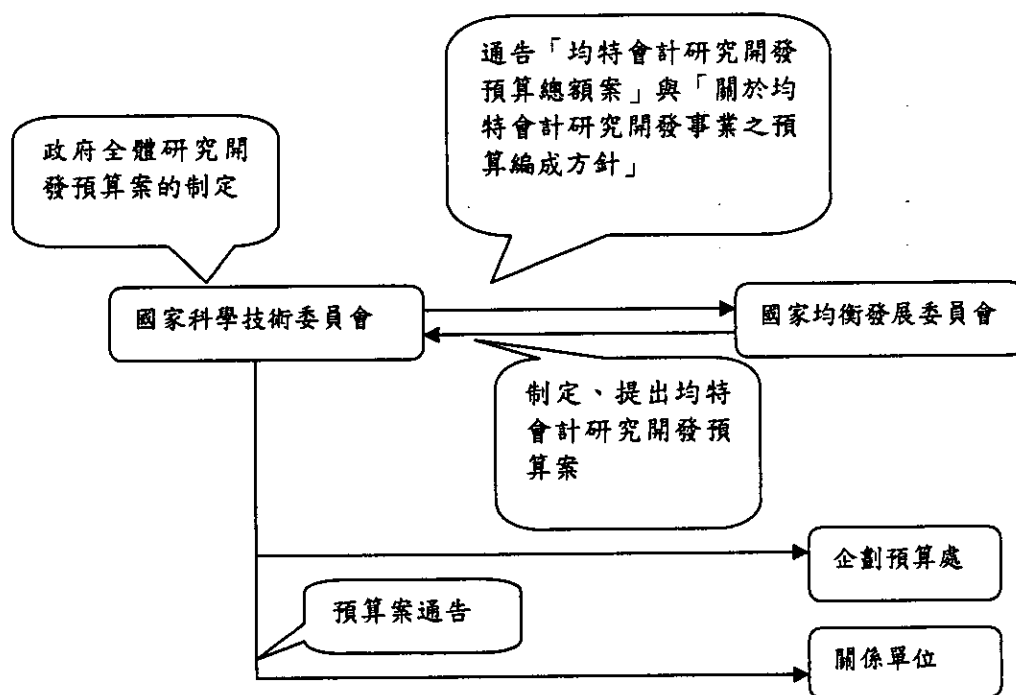 通告「均特會計研究開發
預算總額案」與「關於均
特會計研究開發事業之預
算編成方針」
政府全體研究開
發預算案的制定
國家科學技術委員會
國家均衡發展委員會
制定、提出均特
會計研究開發預
算案
企劃預算處
預算案通告
關係單位